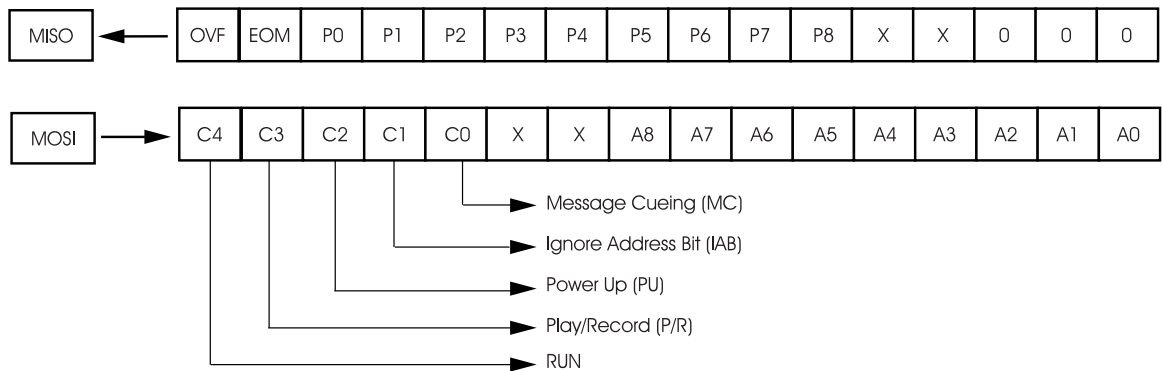 MISO OVF EOM P0 P1 P2 P3 P4 P5 P6 P7 P8 X X 0 0 0
MOSI C4 C3 C2 C1 C0 X X A8 A7 A6 A5 A4 A3 A2 A1 A0
Message Cueing (MC)
Ignore Address Bit (IAB)
Power Up (PU)
Play/Record (P/R)
RUN